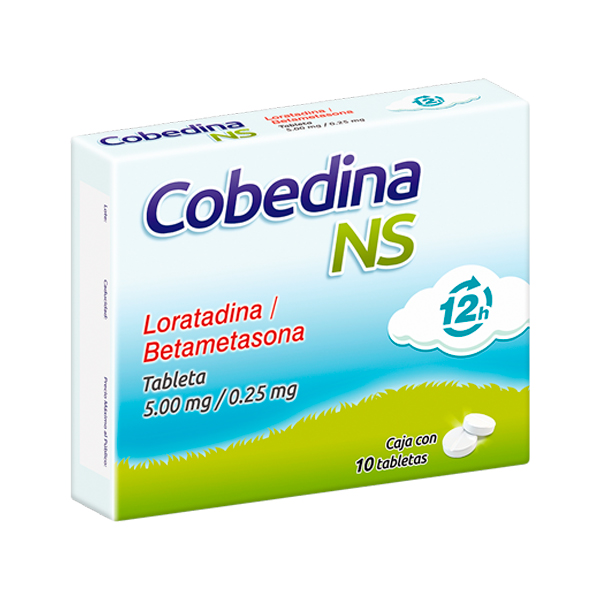 Cobedina
NS
Loratadina /
Betametasona
Tableta
5.00 mg / 0.25 mg
12h
Cobedina
NS
Loratadina /
Betametasona
Tableta
5.00 mg / 0.25 mg
12h
Caja con
10 tabletas
Lote:
Caducidad:
Precio Máximo al Público: